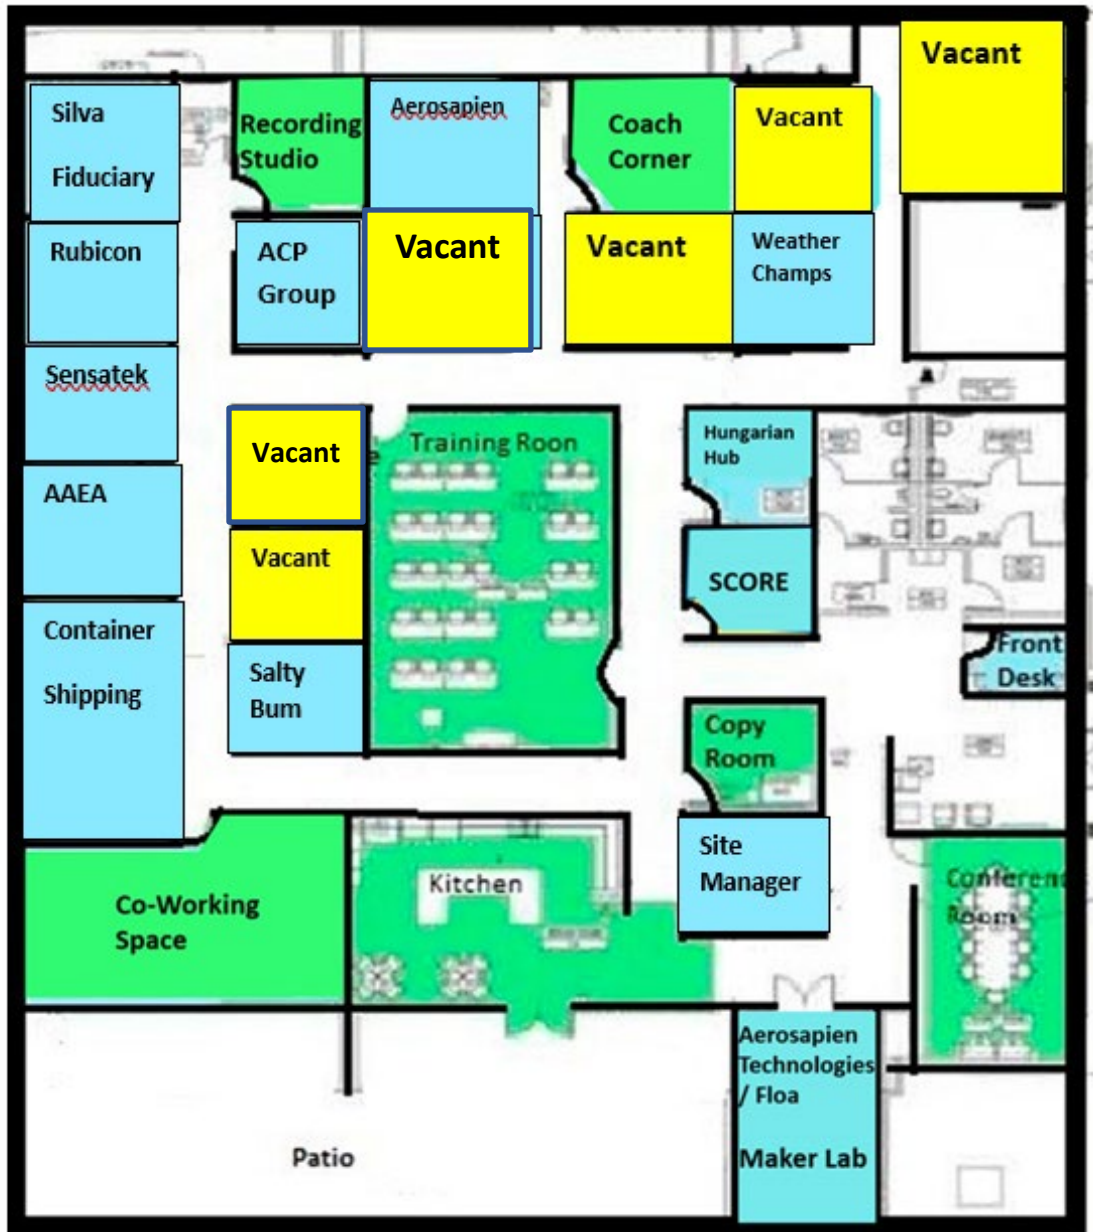 Vacant
Silva
Fiduciary
Recording
Studio
Aerosapien
Coach
Corner
Vacant
Rubicon
ACP
Group
Vacant
Vacant
Weather
Champs
Sensatek
Vacant
Training Roon
Hungarian
Hub
AAEA
Vacant
SCORE
Container
Shipping
Salty
Bum
Front
Desk
Copy
Room
Site
Manager
Kitchen
Conferenc
Room
Co-Working
Space
Aerosapien
Technologies
/ Floa
Maker Lab
Patio